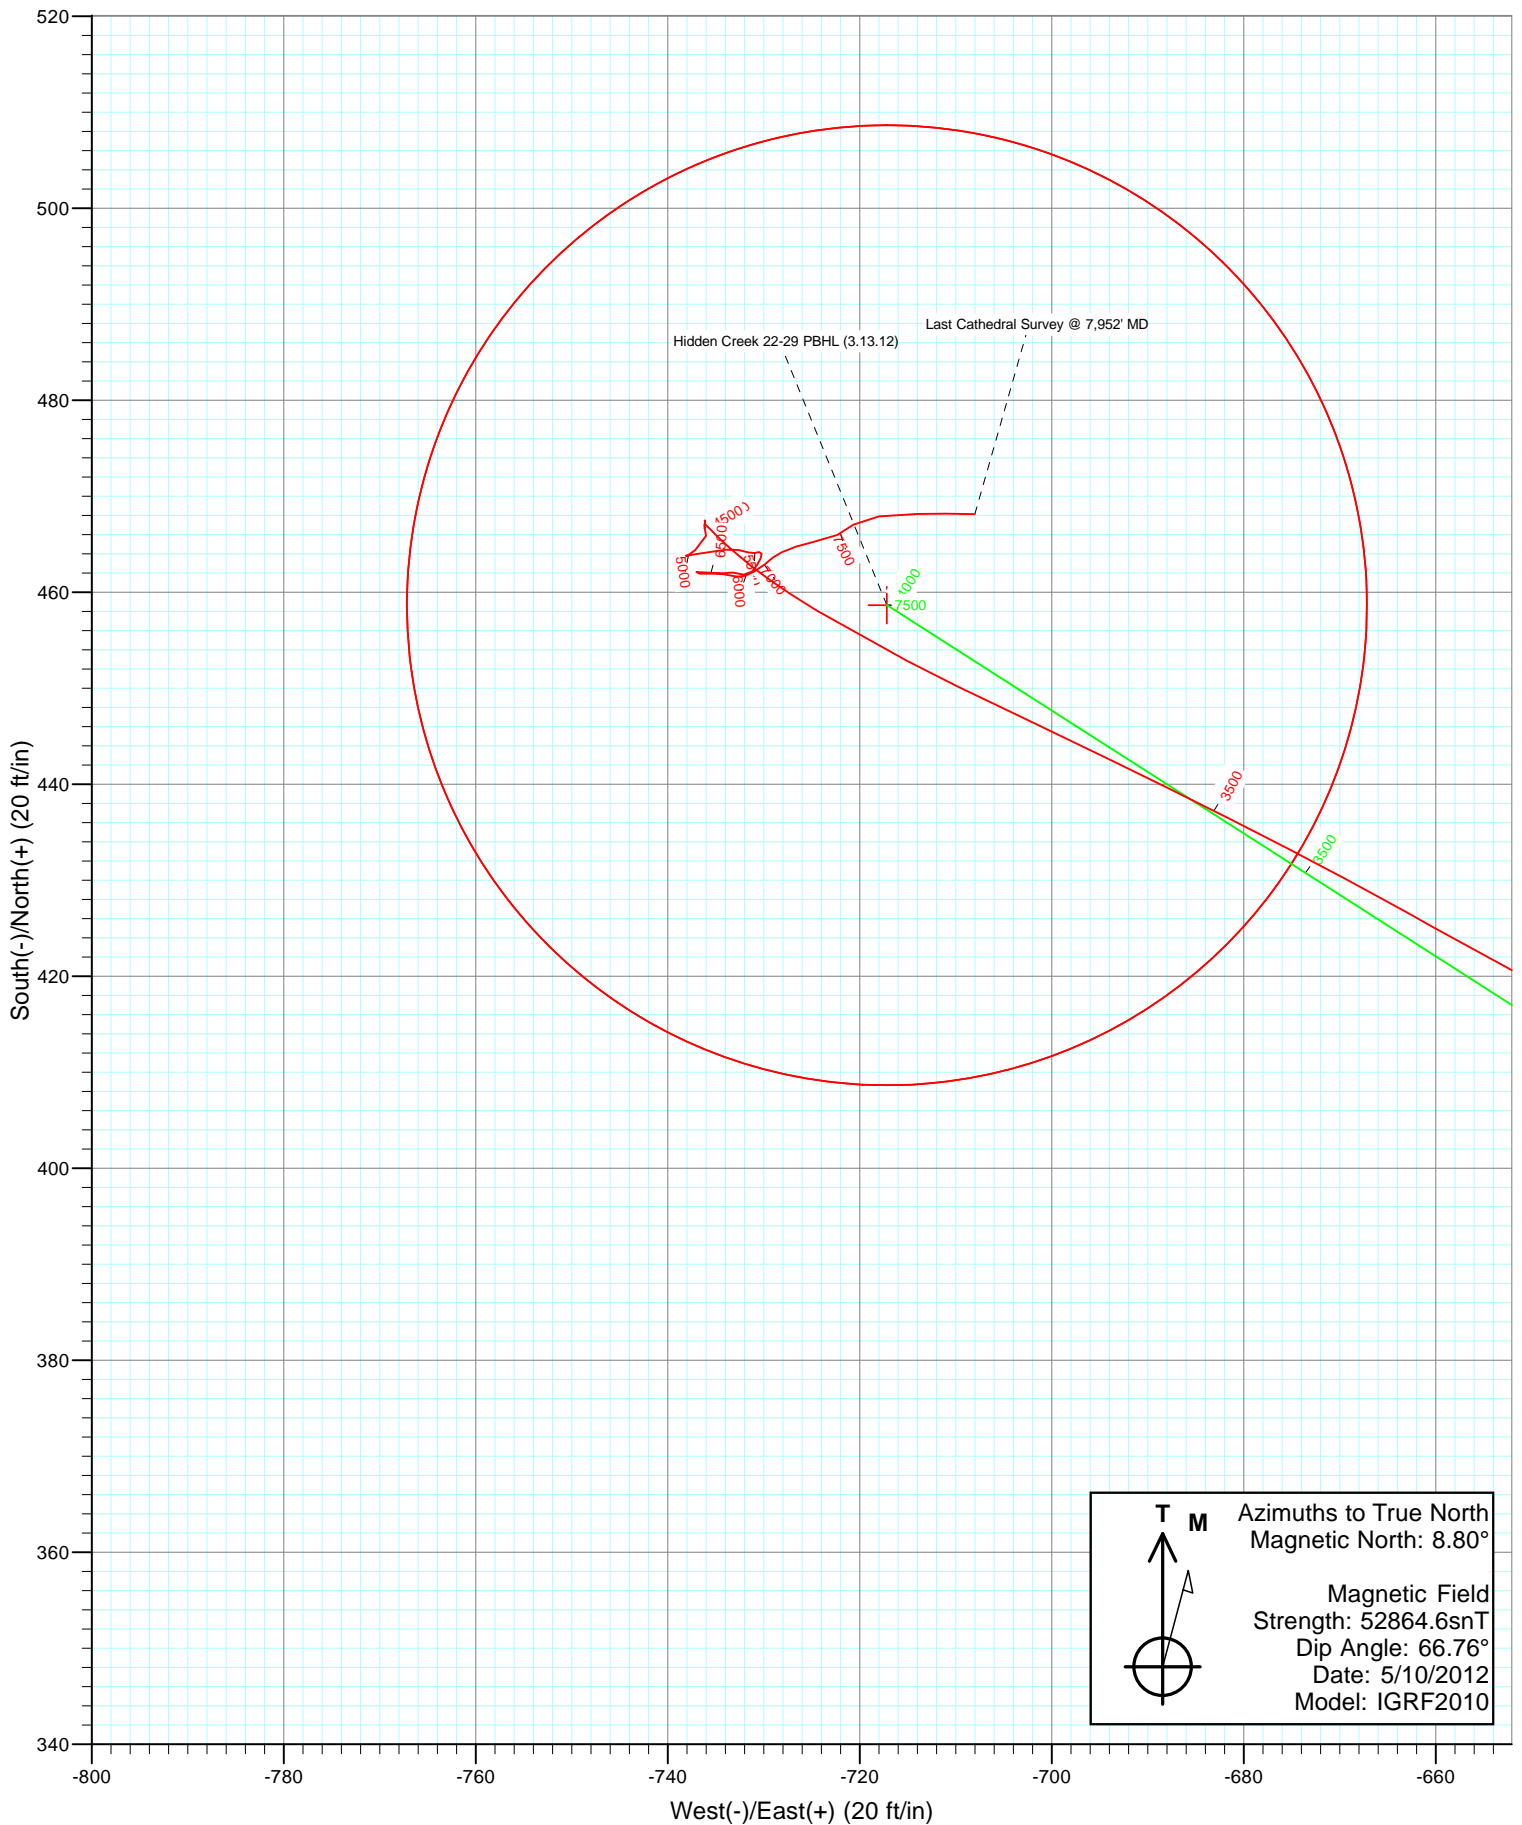 520
500
480
460
440
420
400
380
360
340
South(-)/North(+) (20 ft/in)
Last Cathedral Survey @ 7,952' MD
Hidden Creek 22-29 PBHL (3.13.12)
4500
6500
5000
6000
7000
7500
7500
3500
3500
T M
Azimuths to True North
Magnetic North: 8.80°
Magnetic Field
Strength: 52864.6snT
Dip Angle: 66.76°
Date: 5/10/2012
Model: IGRF2010
-800
-780
-760
-740
-720
-700
-680
-660
West(-)/East(+) (20 ft/in)